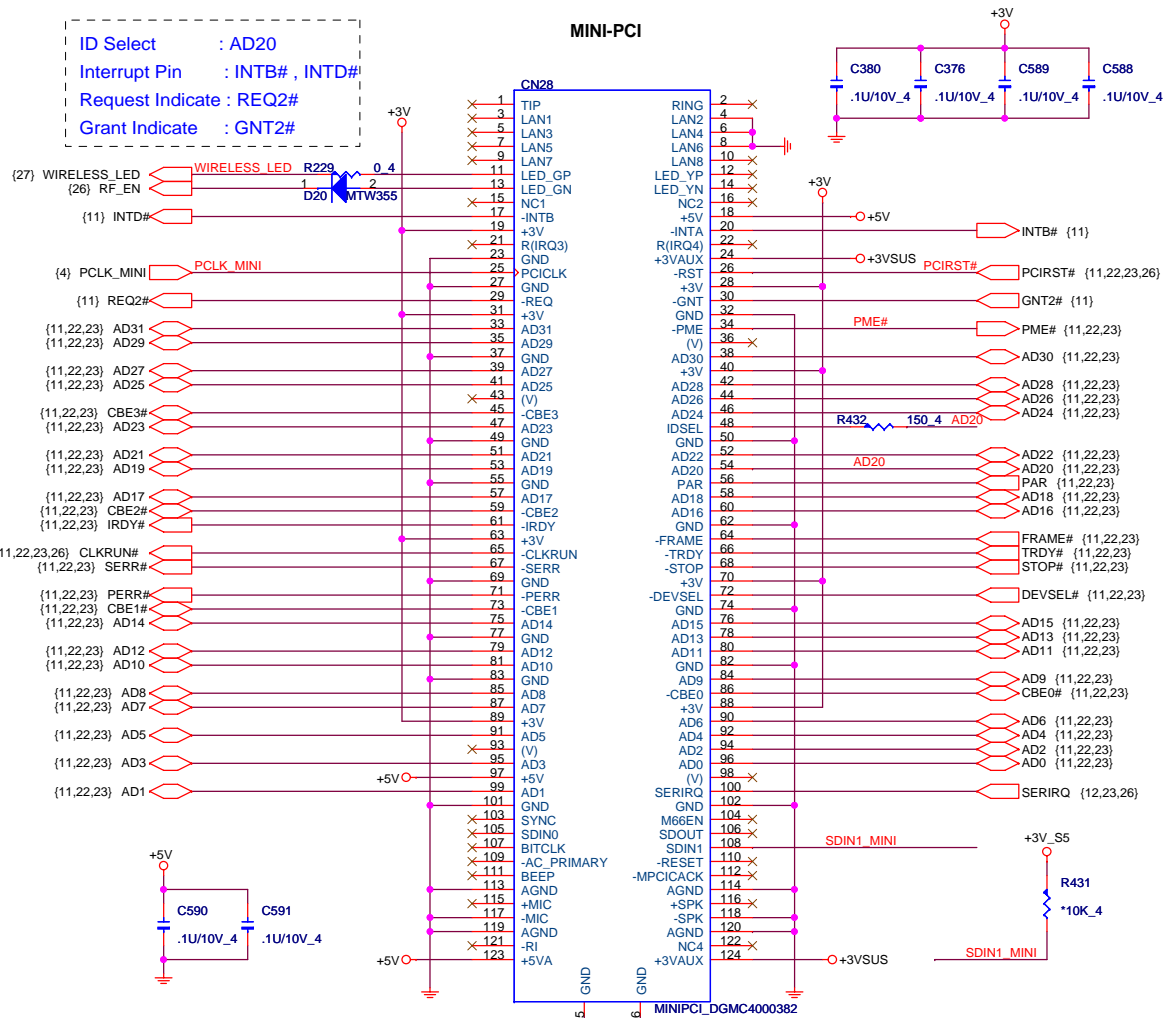 MINI-PCI
ID Select : AD20
Interrupt Pin : INTB# , INTD#
Request Indicate : REQ2#
Grant Indicate : GNT2#
+3V
C380 C376 C589 C588
.1U/10V_4 .1U/10V_4 .1U/10V_4 .1U/10V_4
CN28
+3V
+3V
1 TIP RING 2
3 LAN1 LAN2 4
5 LAN3 LAN4 6
7 LAN5 LAN6 8
9 LAN7 LAN8 10
{27} WIRELESS_LED WIRELESS_LED R229 0_4 11 LED_GP LED_YP 12
{26} RF_EN 1 D20 2 MTW355 13 LED_GN LED_YN 14
15 NC1 NC2 16
{11} INTD# 17 -INTB +5V 18 +5V
19 +3V -INTA 20 INTB# {11}
21 R(IRQ3) R(IRQ4) 22
23 GND +3VAUX 24 +3VSUS
{4} PCLK_MINI PCLK_MINI 25 PCICLK -RST 26 PCIRST# PCIRST# {11,22,23,26}
27 GND +3V 28
{11} REQ2# 29 -REQ -GNT 30 GNT2# {11}
31 +3V GND 32
{11,22,23} AD31 33 AD31 -PME 34 PME# PME# {11,22,23}
{11,22,23} AD29 35 AD29 (V) 36
37 GND AD30 38 AD30 {11,22,23}
{11,22,23} AD27 39 AD27 +3V 40
{11,22,23} AD25 41 AD25 AD28 42 AD28 {11,22,23}
43 (V) AD26 44 AD26 {11,22,23}
{11,22,23} CBE3# 45 -CBE3 AD24 46 AD24 {11,22,23}
{11,22,23} AD23 47 AD23 IDSEL 48 R432 150_4 AD20
49 GND GND 50
{11,22,23} AD21 51 AD21 AD22 52 AD22 {11,22,23}
{11,22,23} AD19 53 AD19 AD20 54 AD20 AD20 {11,22,23}
55 GND PAR 56 PAR {11,22,23}
{11,22,23} AD17 57 AD17 AD18 58 AD18 {11,22,23}
{11,22,23} CBE2# 59 -CBE2 AD16 60 AD16 {11,22,23}
{11,22,23} IRDY# 61 -IRDY GND 62
63 +3V -FRAME 64 FRAME# {11,22,23}
11,22,23,26} CLKRUN# 65 -CLKRUN -TRDY 66 TRDY# {11,22,23}
{11,22,23} SERR# 67 -SERR -STOP 68 STOP# {11,22,23}
69 GND +3V 70
{11,22,23} PERR# 71 -PERR -DEVSEL 72 DEVSEL# {11,22,23}
{11,22,23} CBE1# 73 -CBE1 GND 74
{11,22,23} AD14 75 AD14 AD15 76 AD15 {11,22,23}
77 GND AD13 78 AD13 {11,22,23}
{11,22,23} AD12 79 AD12 AD11 80 AD11 {11,22,23}
{11,22,23} AD10 81 AD10 GND 82
83 GND AD9 84 AD9 {11,22,23}
{11,22,23} AD8 85 AD8 -CBE0 86 CBE0# {11,22,23}
{11,22,23} AD7 87 AD7 +3V 88
89 +3V AD6 90 AD6 {11,22,23}
{11,22,23} AD5 91 AD5 AD4 92 AD4 {11,22,23}
93 (V) AD2 94 AD2 {11,22,23}
{11,22,23} AD3 95 AD3 AD0 96 AD0 {11,22,23}
+5V 97 +5V (V) 98
{11,22,23} AD1 99 AD1 SERIRQ 100 SERIRQ {12,23,26}
101 GND GND 102
103 SYNC M66EN 104
105 SDIN0 SDOUT 106
107 BITCLK SDIN1 108 SDIN1_MINI
109 -AC_PRIMARY -RESET 110
111 BEEP -MPCICACK 112
113 AGND AGND 114
115 +MIC +SPK 116
117 -MIC -SPK 118
119 AGND AGND 120
121 -RI NC4 122
+5V 123 +5VA +3VAUX 124 +3VSUS
+5V
C590 C591
.1U/10V_4 .1U/10V_4
+3V_S5
R431
*10K_4
SDIN1_MINI
GND GND
5 6
MINIPCI_DGMC4000382